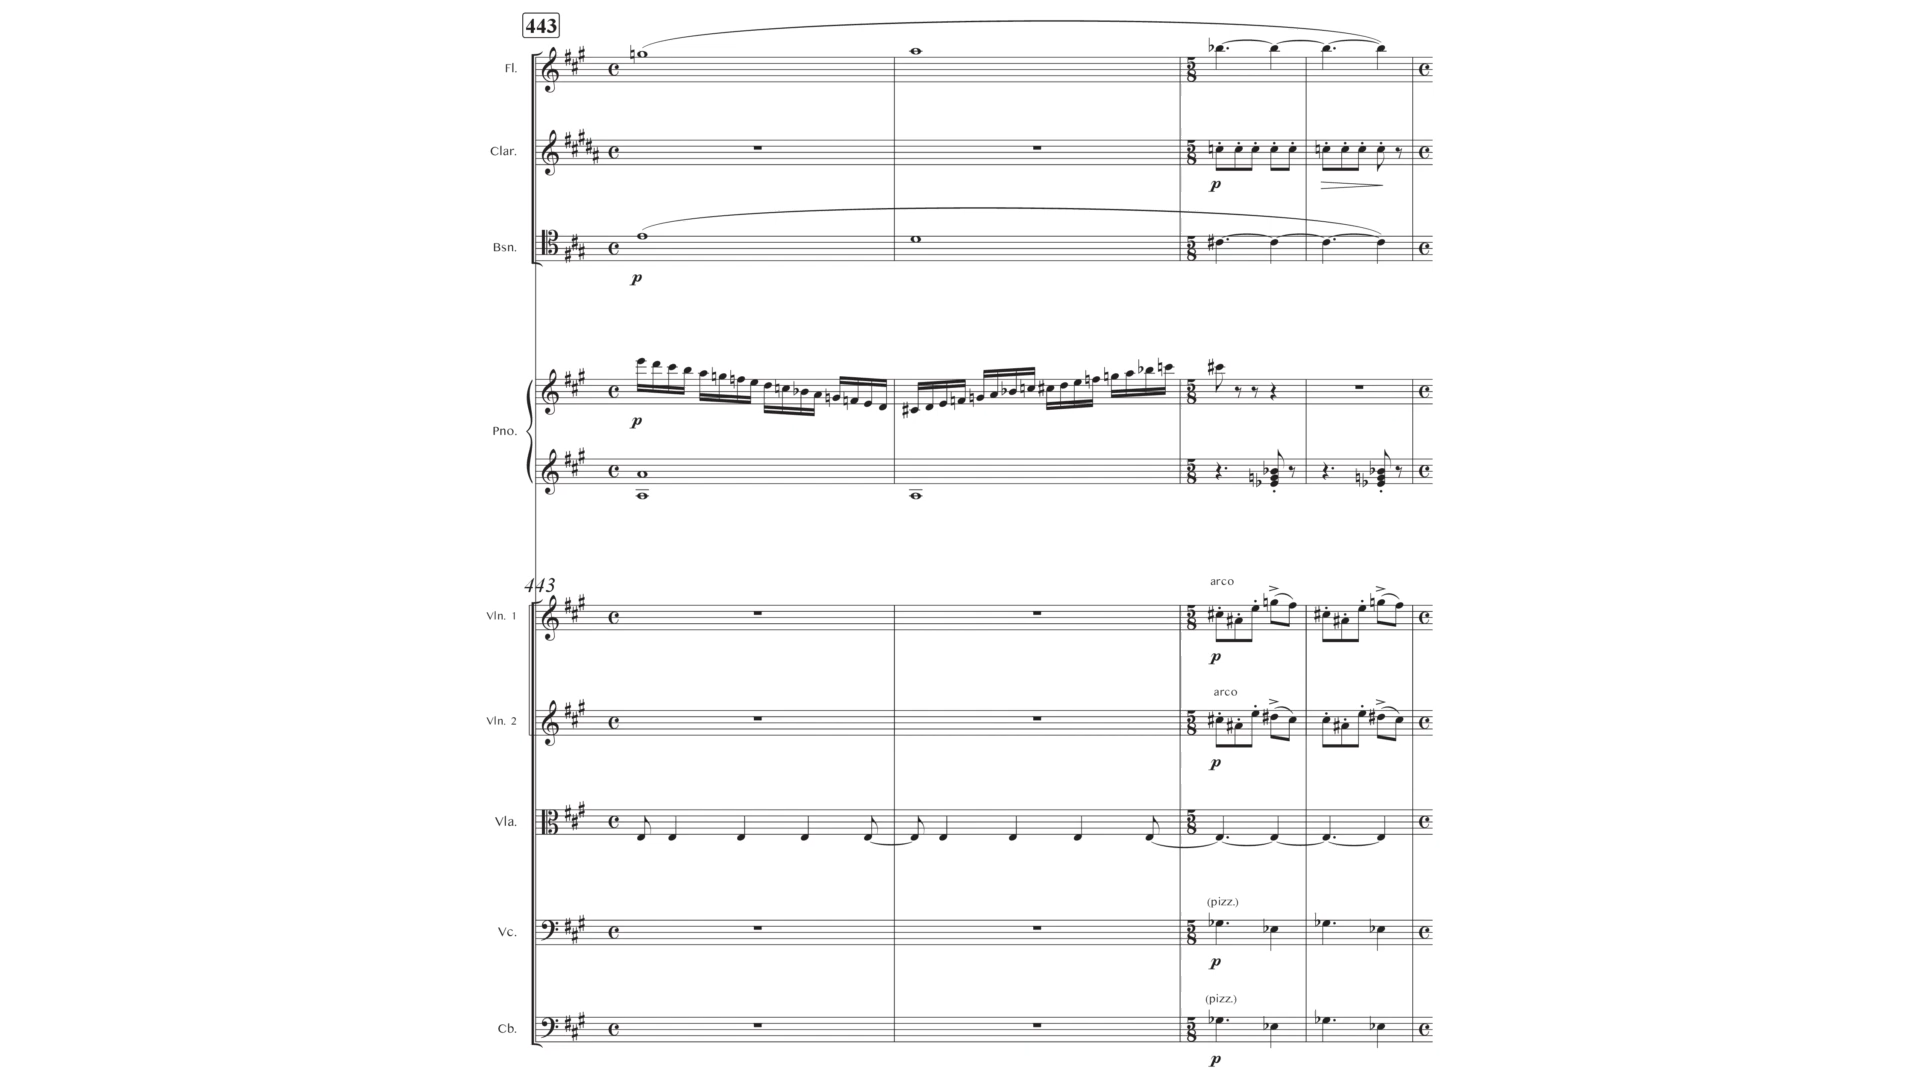 443
Fl.
Clar.
p
Bsn.
p
Pno.
p
443
arco
Vln. 1
p
arco
Vln. 2
p
Vla.
(pizz.)
Vc.
p
(pizz.)
Cb.
p